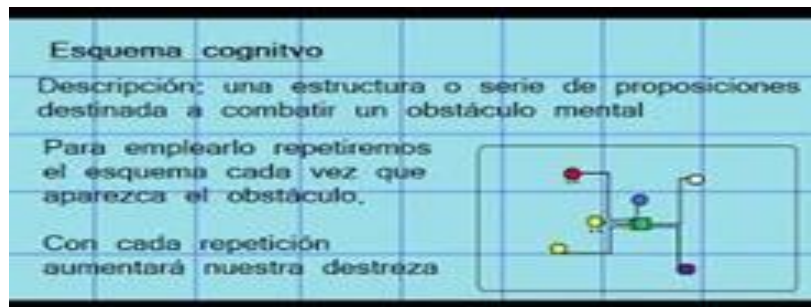 Esquema cognitvo
Descripción: una estructura o serie de proposiciones
destinada a combatir un obstáculo mental
Para emplearlo repetiremos
el esquema cada vez que
aparezca el obstáculo.
Con cada repetición
aumentará nuestra destreza